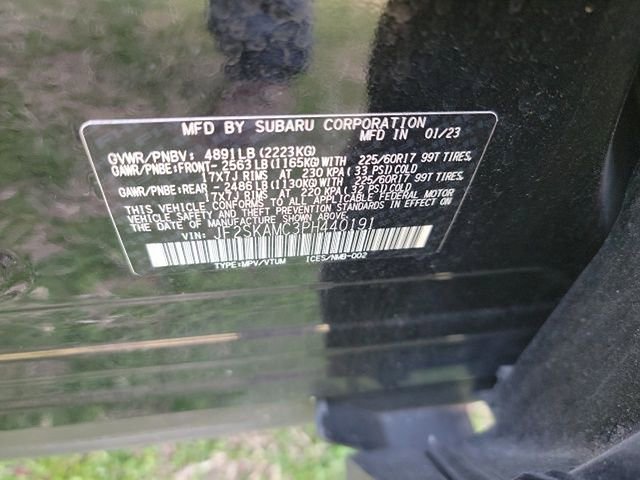 MFD BY SUBARU CORPORATION
MFD IN 01/23
GVWR/PNBV: 4891LB (2223KG)
GAWR/PNBE:FRONT- 2563LB(1165KG)WITH 225/60R17 99T TIRES,
17X7J RIMS AT 230 KPA (33 PSI)COLD
GAWR/PNBE:REAR -2486LB(1130KG)WITH 225/60R17 99T TIRES,
17X7J RIMS AT 220 KPA (32 PSI)COLD
THIS VEHICLE CONFORMS TO ALL APPLICABLE FEDERAL MOTOR
VEHICLE SAFETY AND THEFT PREVENTION STANDARDS IN EFFECT ON
THE DATE OF MANUFACTURE SHOWN ABOVE.
VIN: JF2SKAMC3PH440191
TYPE:MPV/VTUM ICES/NMB-002